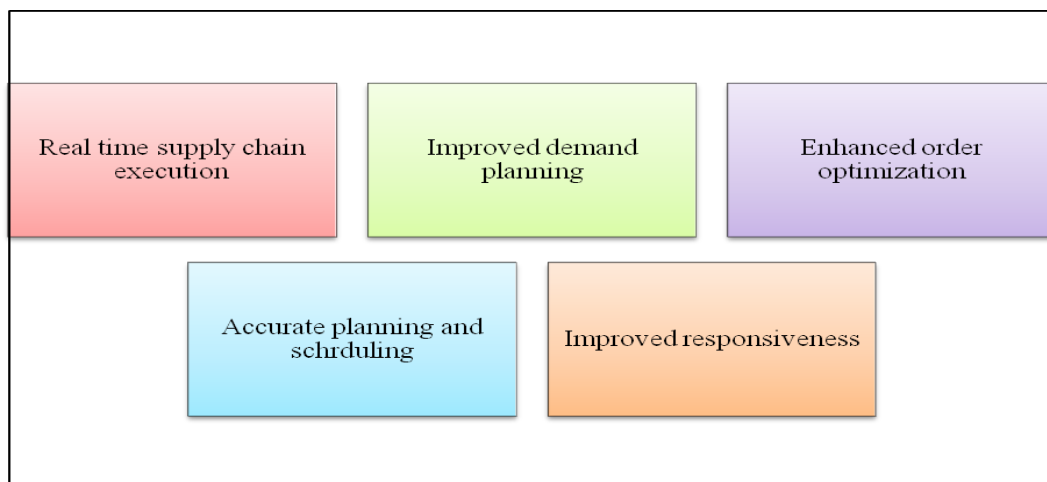 Real time supply chain
execution
Improved demand
planning
Enhanced order
optimization
Accurate planning and
schrduling
Improved responsiveness